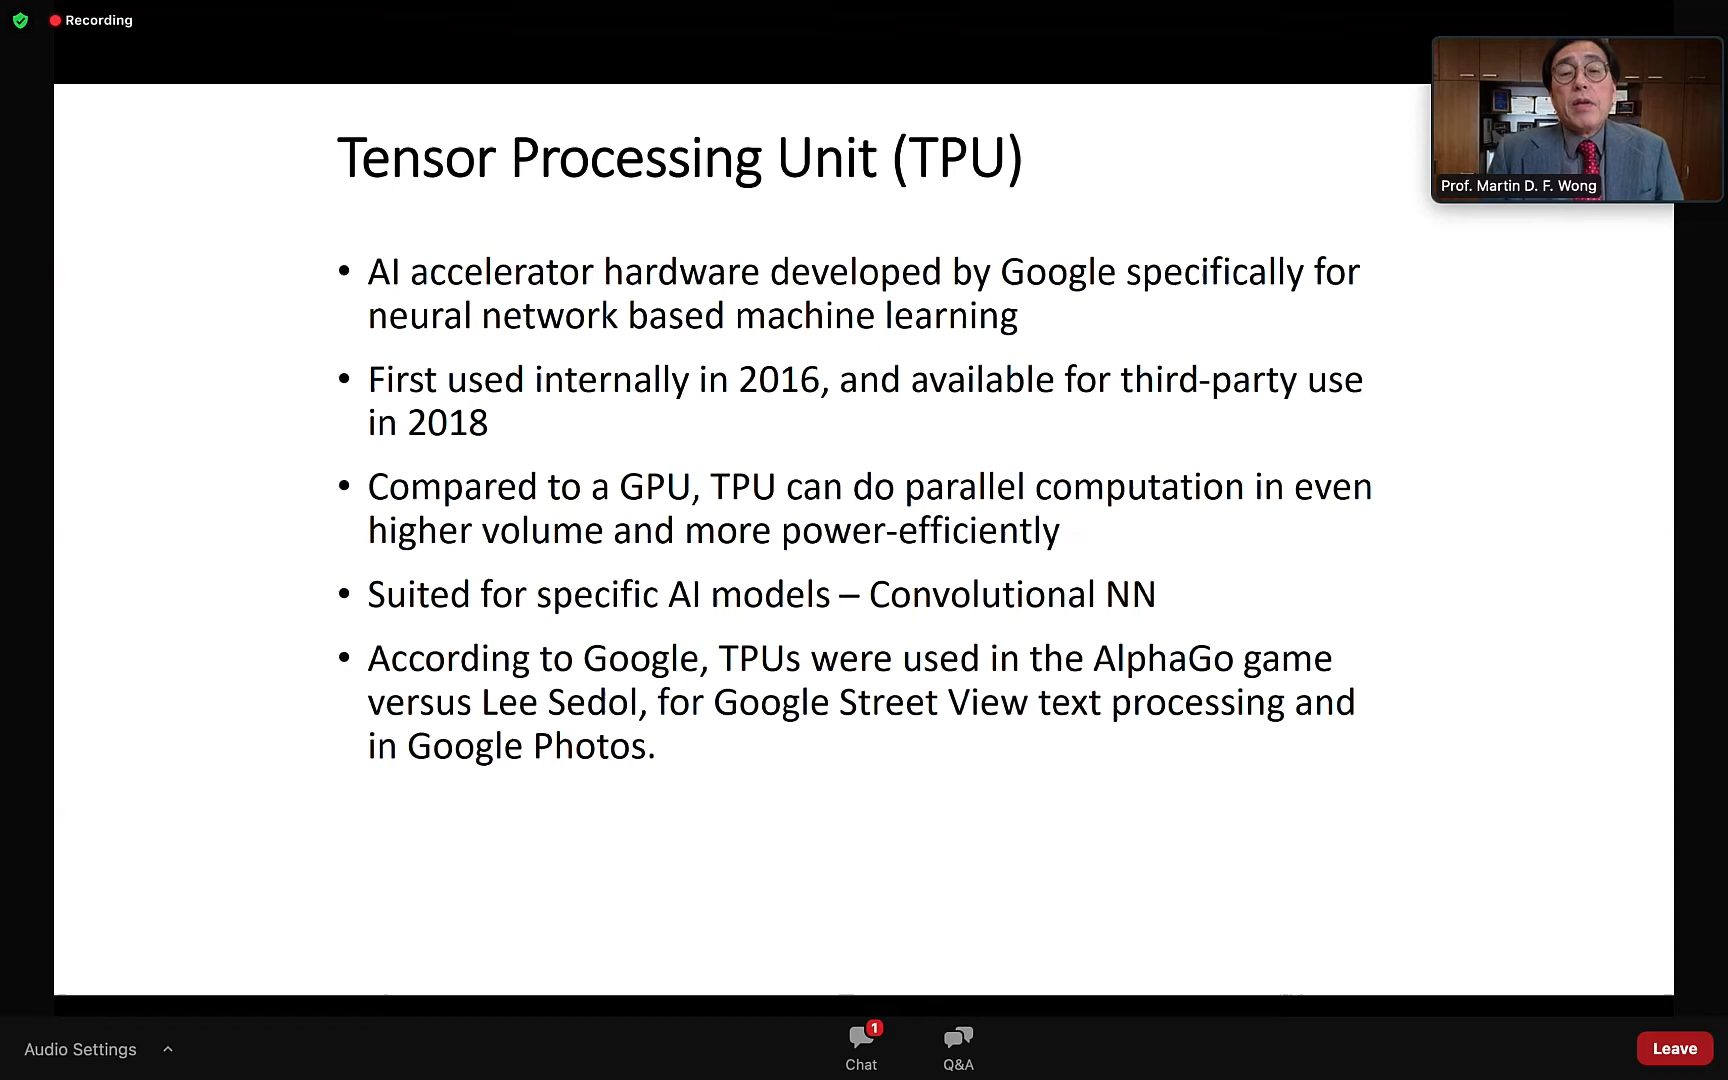 Recording
Prof. Martin D. F. Wong
Tensor Processing Unit (TPU)
• AI accelerator hardware developed by Google specifically for
neural network based machine learning
• First used internally in 2016, and available for third-party use
in 2018
• Compared to a GPU, TPU can do parallel computation in even
higher volume and more power-efficiently
• Suited for specific AI models – Convolutional NN
• According to Google, TPUs were used in the AlphaGo game
versus Lee Sedol, for Google Street View text processing and
in Google Photos.
Audio Settings
1
Chat
Q&A
Leave